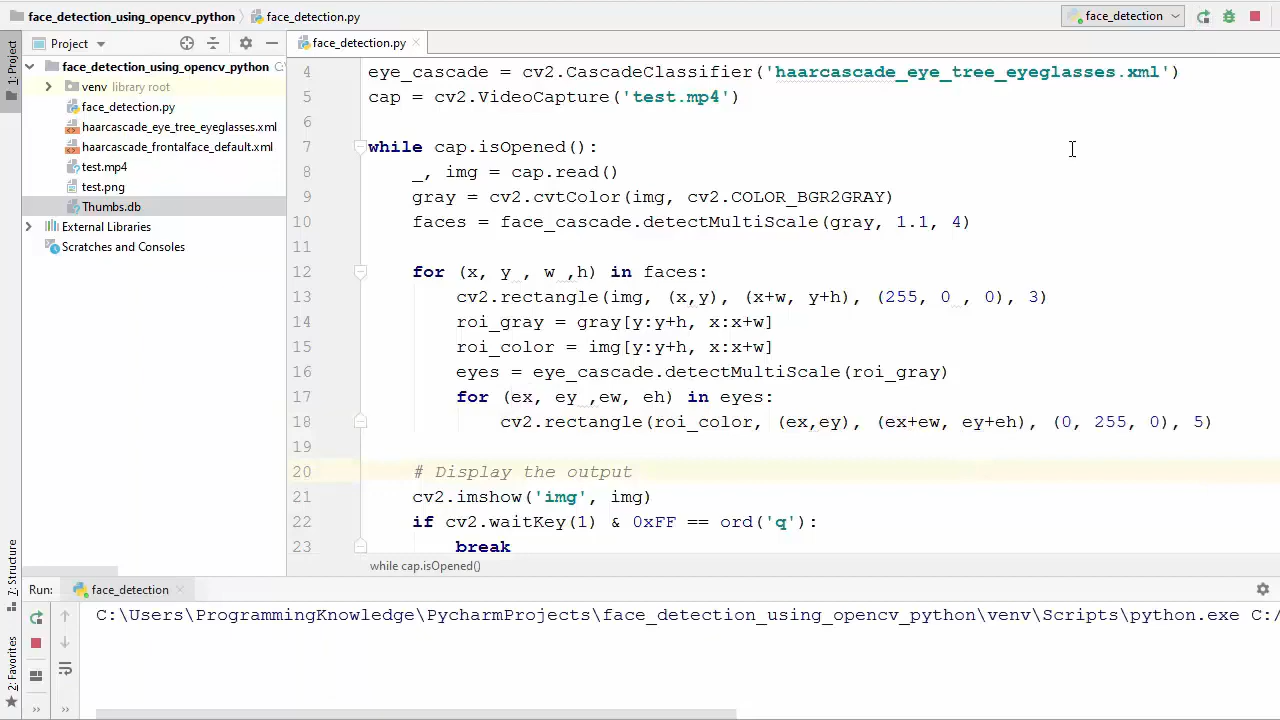 face_detection_using_opencv_python face_detection.py face_detection
1: Project
Project face_detection.py
face_detection_using_opencv_python
venv library root
face_detection.py
haarcascade_eye_tree_eyeglasses.xml
haarcascade_frontalface_default.xml
test.mp4
test.png
Thumbs.db
External Libraries
Scratches and Consoles
4 eye_cascade = cv2.CascadeClassifier('haarcascade_eye_tree_eyeglasses.xml')
5 cap = cv2.VideoCapture('test.mp4')
6
7 while cap.isOpened():
8 _, img = cap.read()
9 gray = cv2.cvtColor(img, cv2.COLOR_BGR2GRAY)
10 faces = face_cascade.detectMultiScale(gray, 1.1, 4)
11
12 for (x, y , w ,h) in faces:
13 cv2.rectangle(img, (x,y), (x+w, y+h), (255, 0 , 0), 3)
14 roi_gray = gray[y:y+h, x:x+w]
15 roi_color = img[y:y+h, x:x+w]
16 eyes = eye_cascade.detectMultiScale(roi_gray)
17 for (ex, ey ,ew, eh) in eyes:
18 cv2.rectangle(roi_color, (ex,ey), (ex+ew, ey+eh), (0, 255, 0), 5)
19
20 # Display the output
21 cv2.imshow('img', img)
22 if cv2.waitKey(1) & 0xFF == ord('q'):
23 break
while cap.isOpened()
Z: Structure
2: Favorites
Run: face_detection
C:\Users\ProgrammingKnowledge\PycharmProjects\face_detection_using_opencv_python\venv\Scripts\python.exe C:/